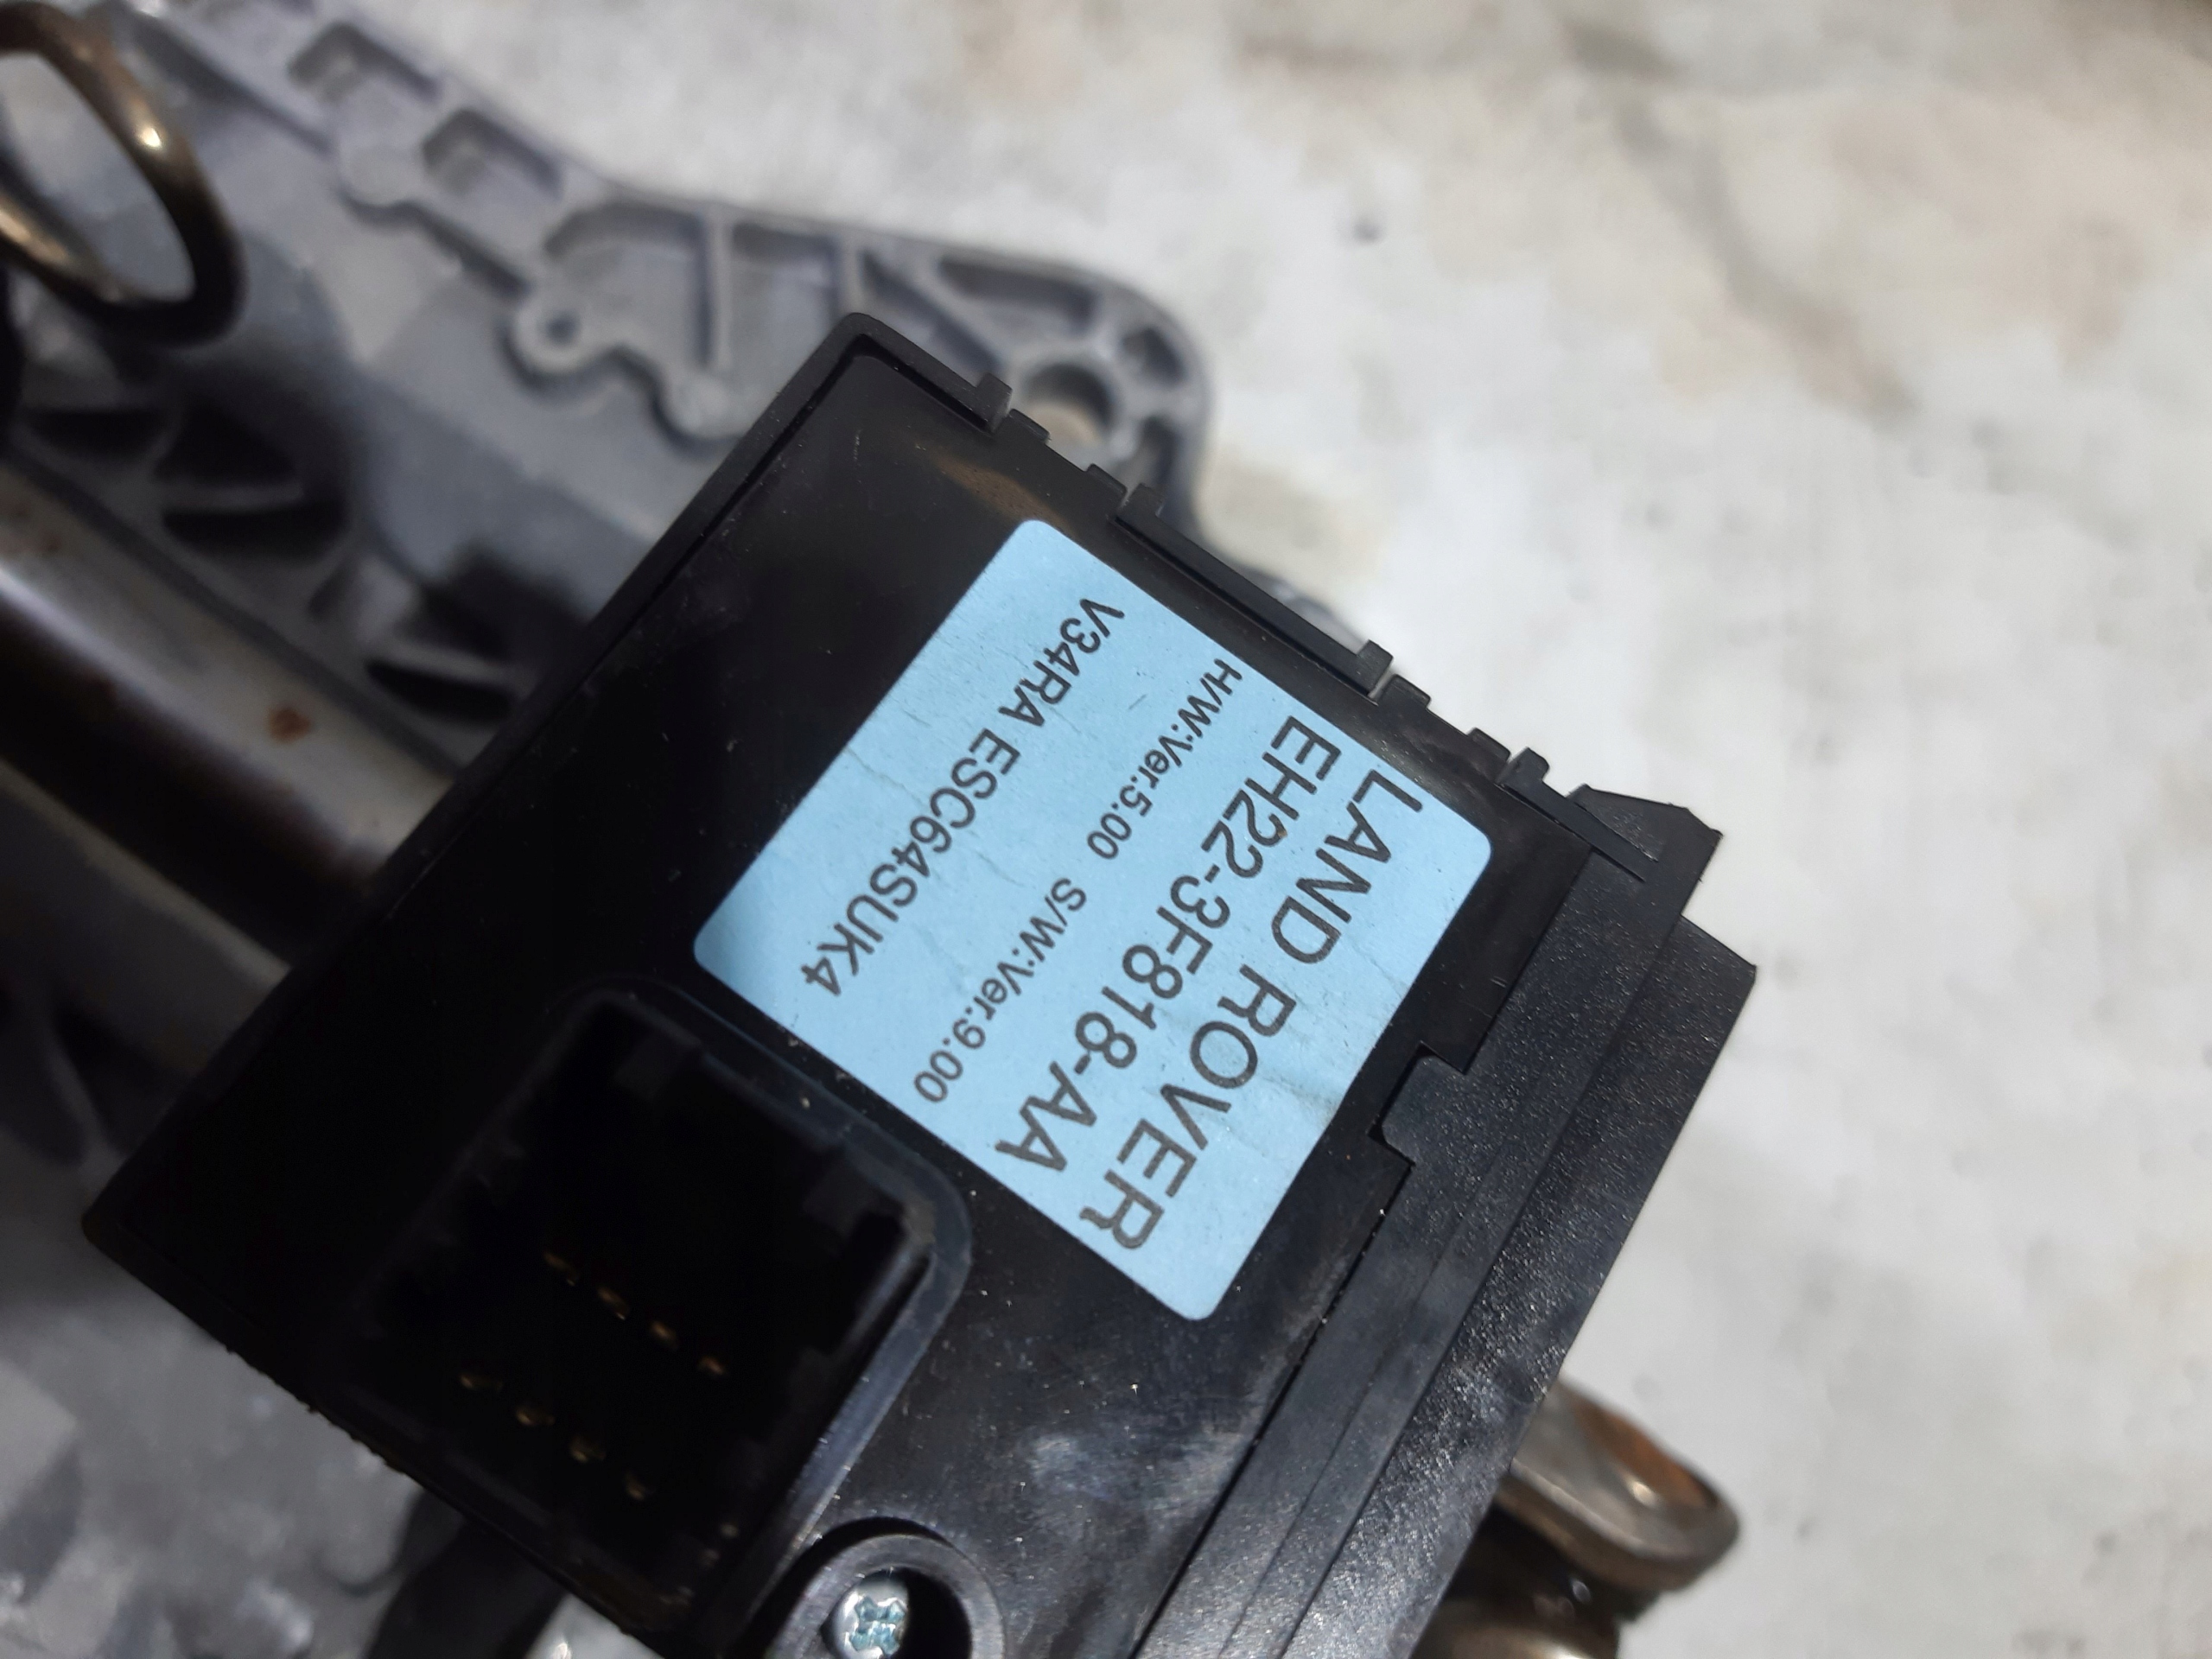 LAND ROVER
EH22-3F818-AA
H/W:Ver.5.00 S/W:Ver.9.00
V34RA ESC64SUK4